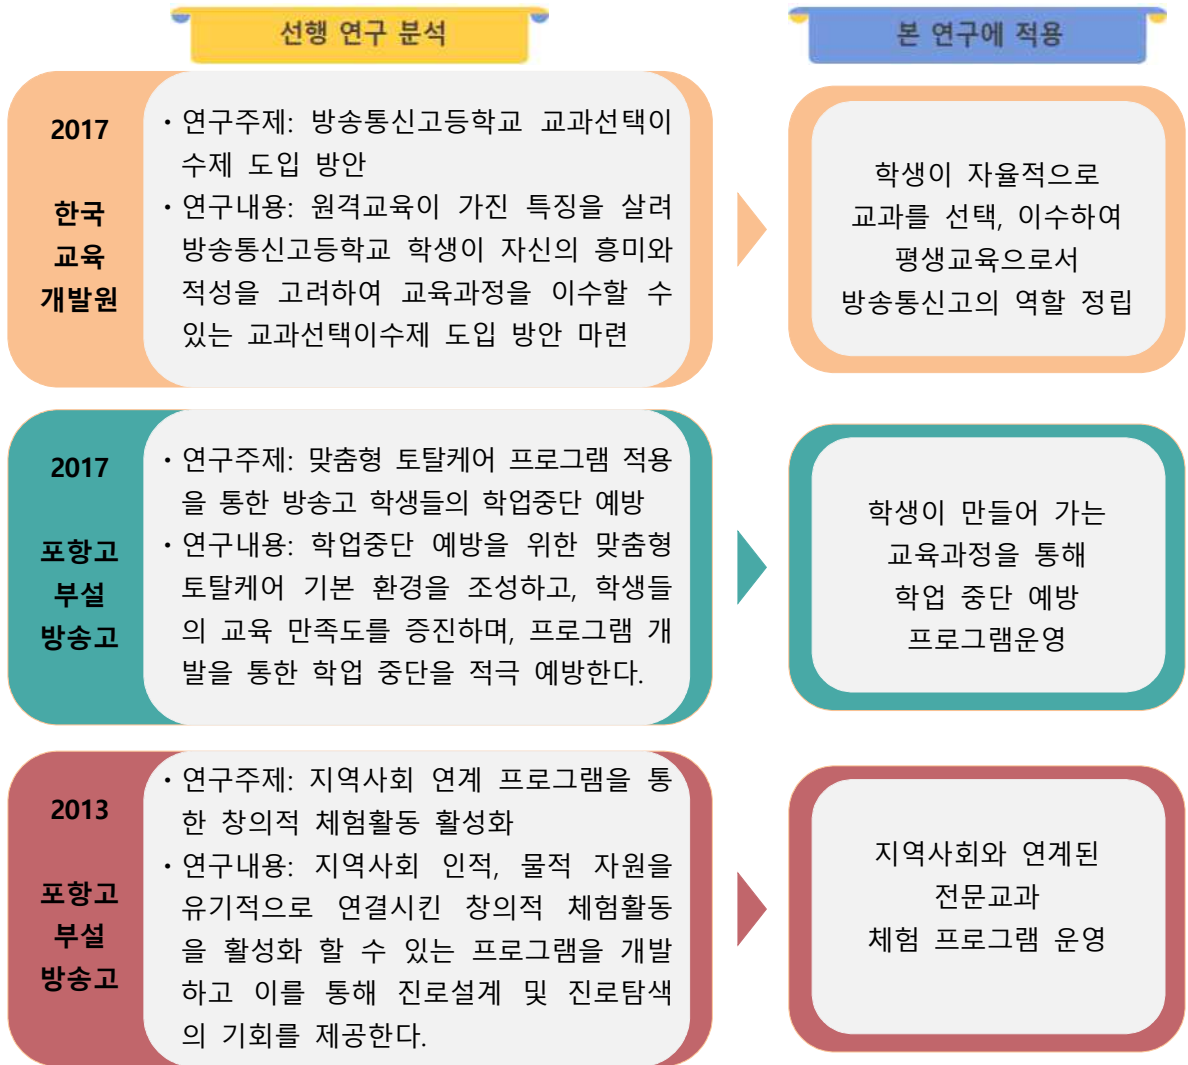 선행 연구 분석
본 연구에 적용
2017
한국
교육
개발원
· 연구주제: 방송통신고등학교 교과선택이
수제 도입 방안
· 연구내용: 원격교육이 가진 특징을 살려
방송통신고등학교 학생이 자신의 흥미와
적성을 고려하여 교육과정을 이수할 수
있는 교과선택이수제 도입 방안 마련
학생이 자율적으로
교과를 선택, 이수하여
평생교육으로서
방송통신고의 역할 정립
2017
포항고
부설
방송고
· 연구주제: 맞춤형 토탈케어 프로그램 적용
을 통한 방송고 학생들의 학업중단 예방
· 연구내용: 학업중단 예방을 위한 맞춤형
토탈케어 기본 환경을 조성하고, 학생들
의 교육 만족도를 증진하며, 프로그램 개
발을 통한 학업 중단을 적극 예방한다.
학생이 만들어 가는
교육과정을 통해
학업 중단 예방
프로그램운영
2013
포항고
부설
방송고
· 연구주제: 지역사회 연계 프로그램을 통
한 창의적 체험활동 활성화
· 연구내용: 지역사회 인적, 물적 자원을
유기적으로 연결시킨 창의적 체험활동
을 활성화 할 수 있는 프로그램을 개발
하고 이를 통해 진로설계 및 진로탐색
의 기회를 제공한다.
지역사회와 연계된
전문교과
체험 프로그램 운영